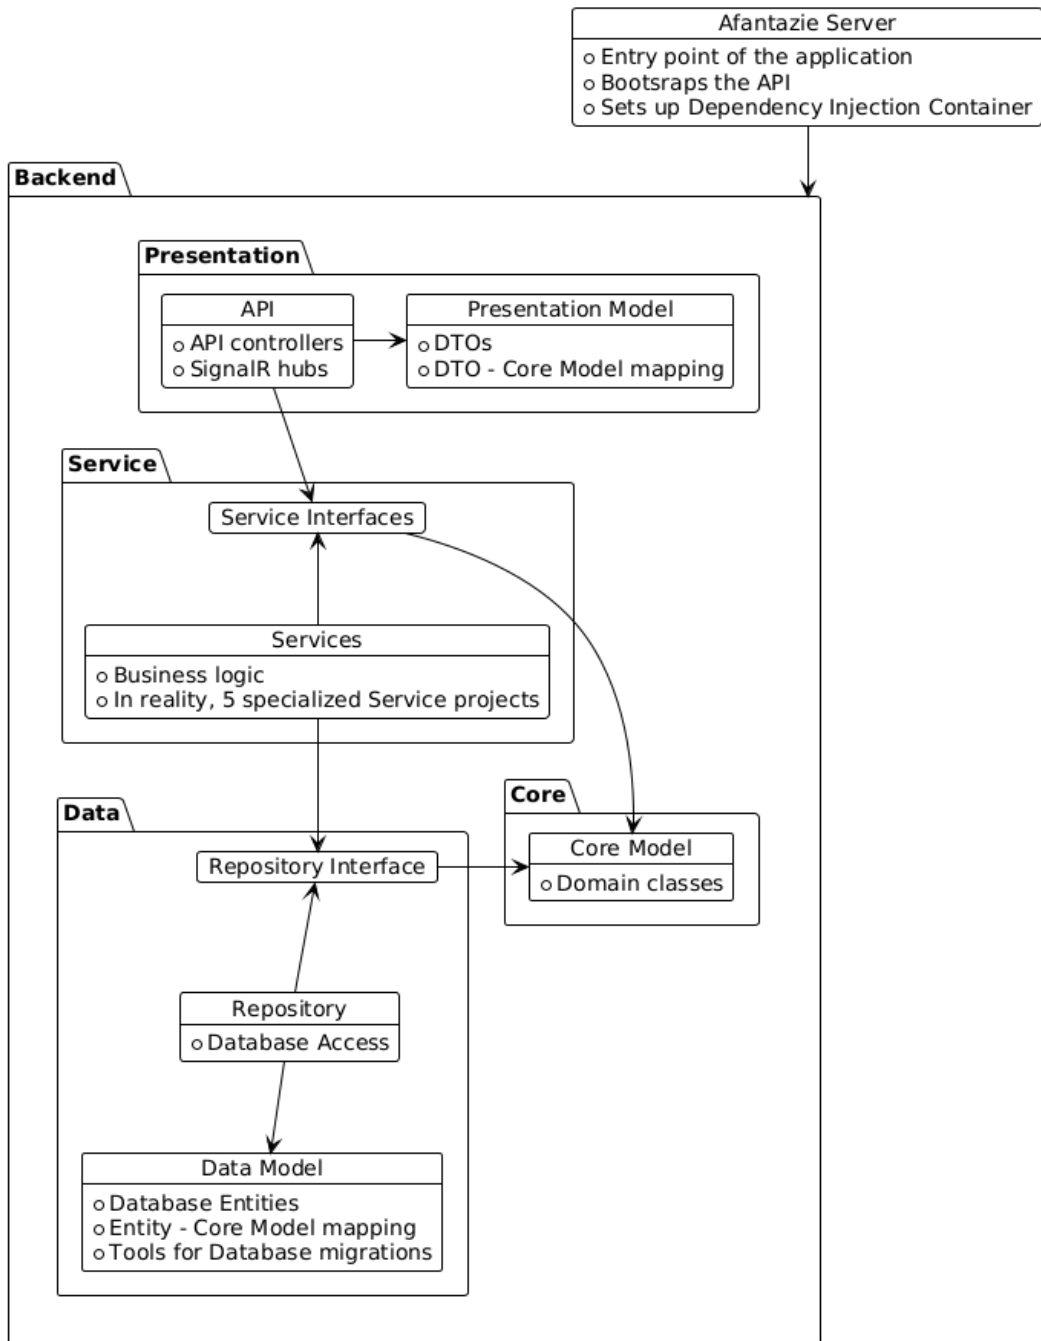 Afantazie Server
Entry point of the application
Bootsraps the API
Sets up Dependency Injection Container
Backend
Presentation
API
API controllers
SignalR hubs
Presentation Model
DTOs
DTO - Core Model mapping
Service
Service Interfaces
Services
Business logic
In reality, 5 specialized Service projects
Data
Repository Interface
Core
Core Model
Domain classes
Repository
Database Access
Data Model
Database Entities
Entity - Core Model mapping
Tools for Database migrations